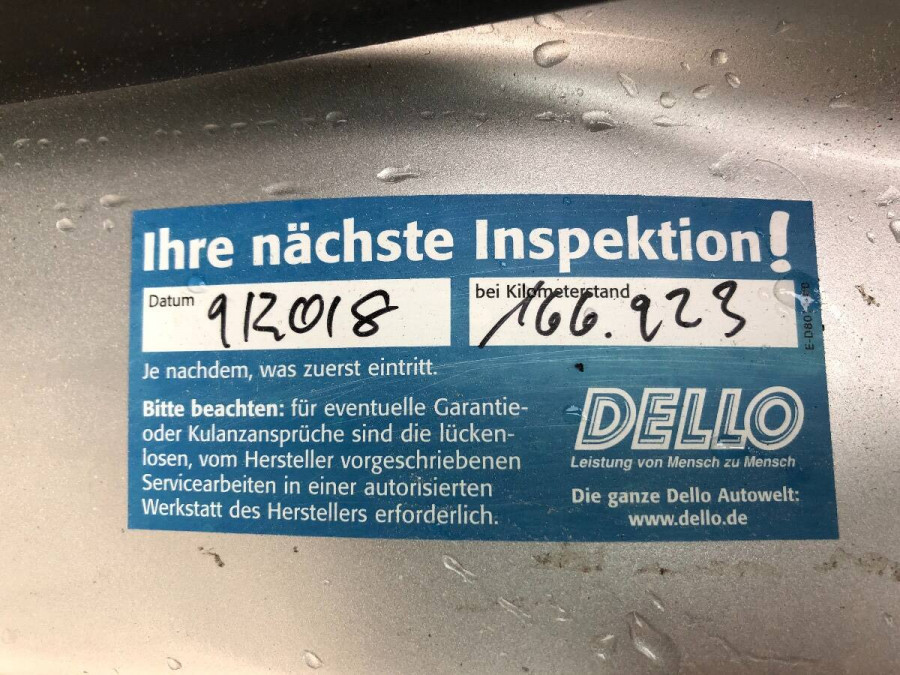 Ihre nächste Inspektion!
Datum 9/2018
bei Kilometerstand 166.923
Je nachdem, was zuerst eintritt.
Bitte beachten: für eventuelle Garantie-
oder Kulanzansprüche sind die lücken-
losen, vom Hersteller vorgeschriebenen
Servicearbeiten in einer autorisierten
Werkstatt des Herstellers erforderlich.
DELLO
Leistung von Mensch zu Mensch
Die ganze Dello Autowelt:
www.dello.de